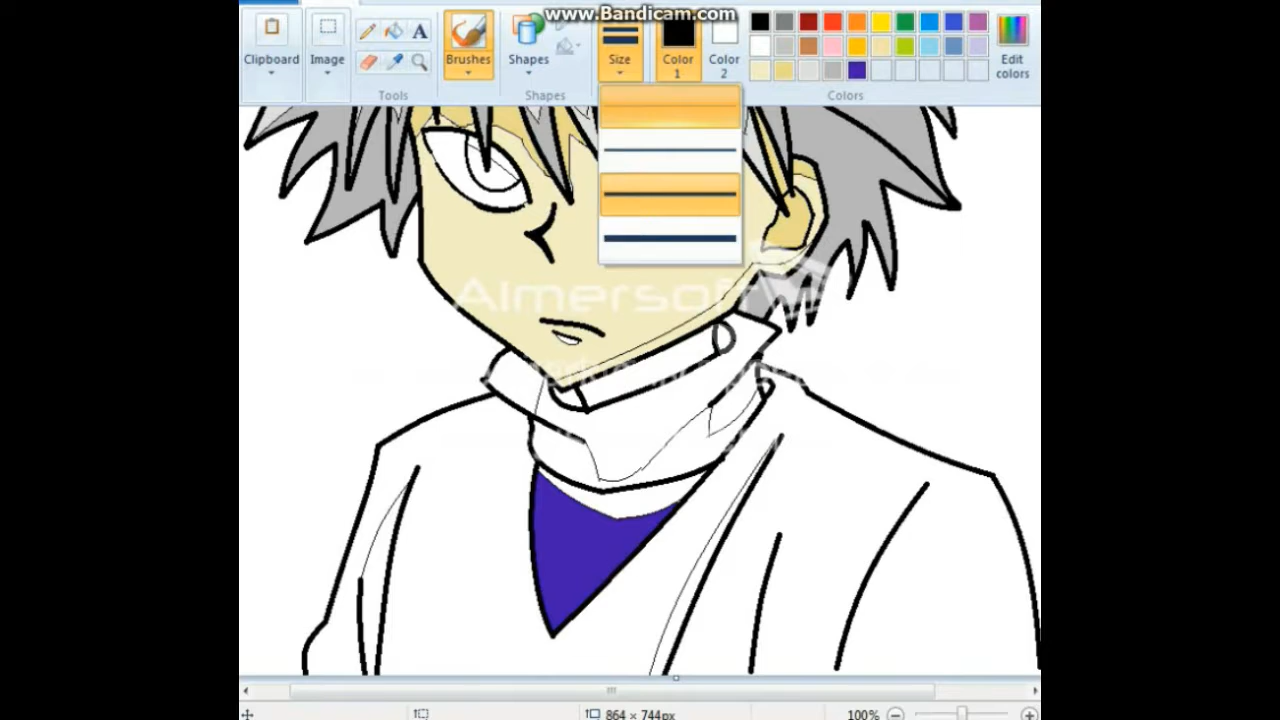 www.Bandicam.com
Clipboard
Image
Tools
A
Brushes
Shapes
Shapes
Size
Color
1
Color
2
Colors
Edit
colors
Aimersoft
864 × 744px
100%